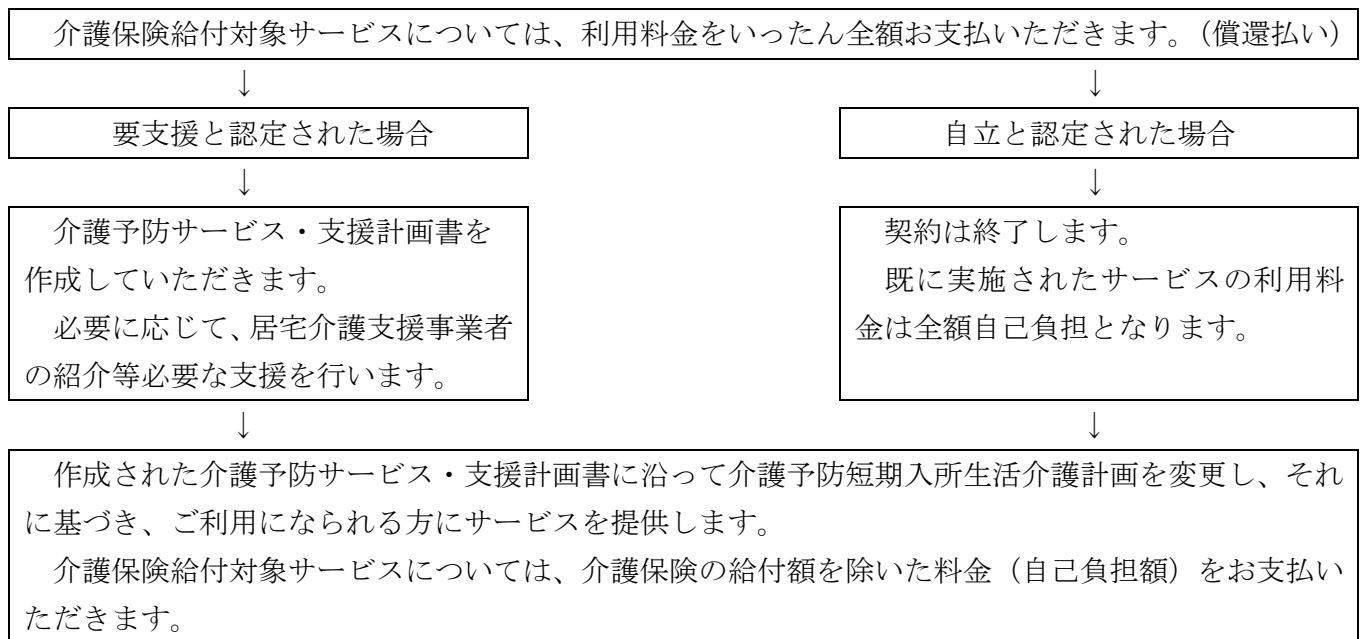 介護保険給付対象サービスについては、利用料金をいったん全額お支払いただきます。（償還払い）
↓ ↓
要支援と認定された場合 自立と認定された場合
↓ ↓
介護予防サービス・支援計画書を
作成していただきます。
必要に応じて、居宅介護支援事業者
の紹介等必要な支援を行います。
契約は終了します。
既に実施されたサービスの利用料
金は全額自己負担となります。
↓ ↓
作成された介護予防サービス・支援計画書に沿って介護予防短期入所生活介護計画を変更し、それ
に基づき、ご利用になられる方にサービスを提供します。
介護保険給付対象サービスについては、介護保険の給付額を除いた料金（自己負担額）をお支払い
ただきます。